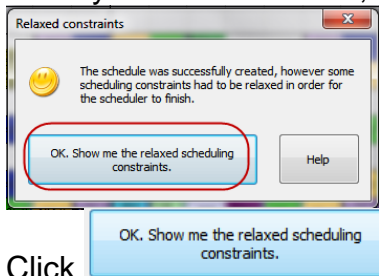 Relaxed constraints
The schedule was successfully created, however some
scheduling constraints had to be relaxed in order for
the scheduler to finish.
OK. Show me the relaxed scheduling
constraints.
Help
Click
OK. Show me the relaxed scheduling
constraints.